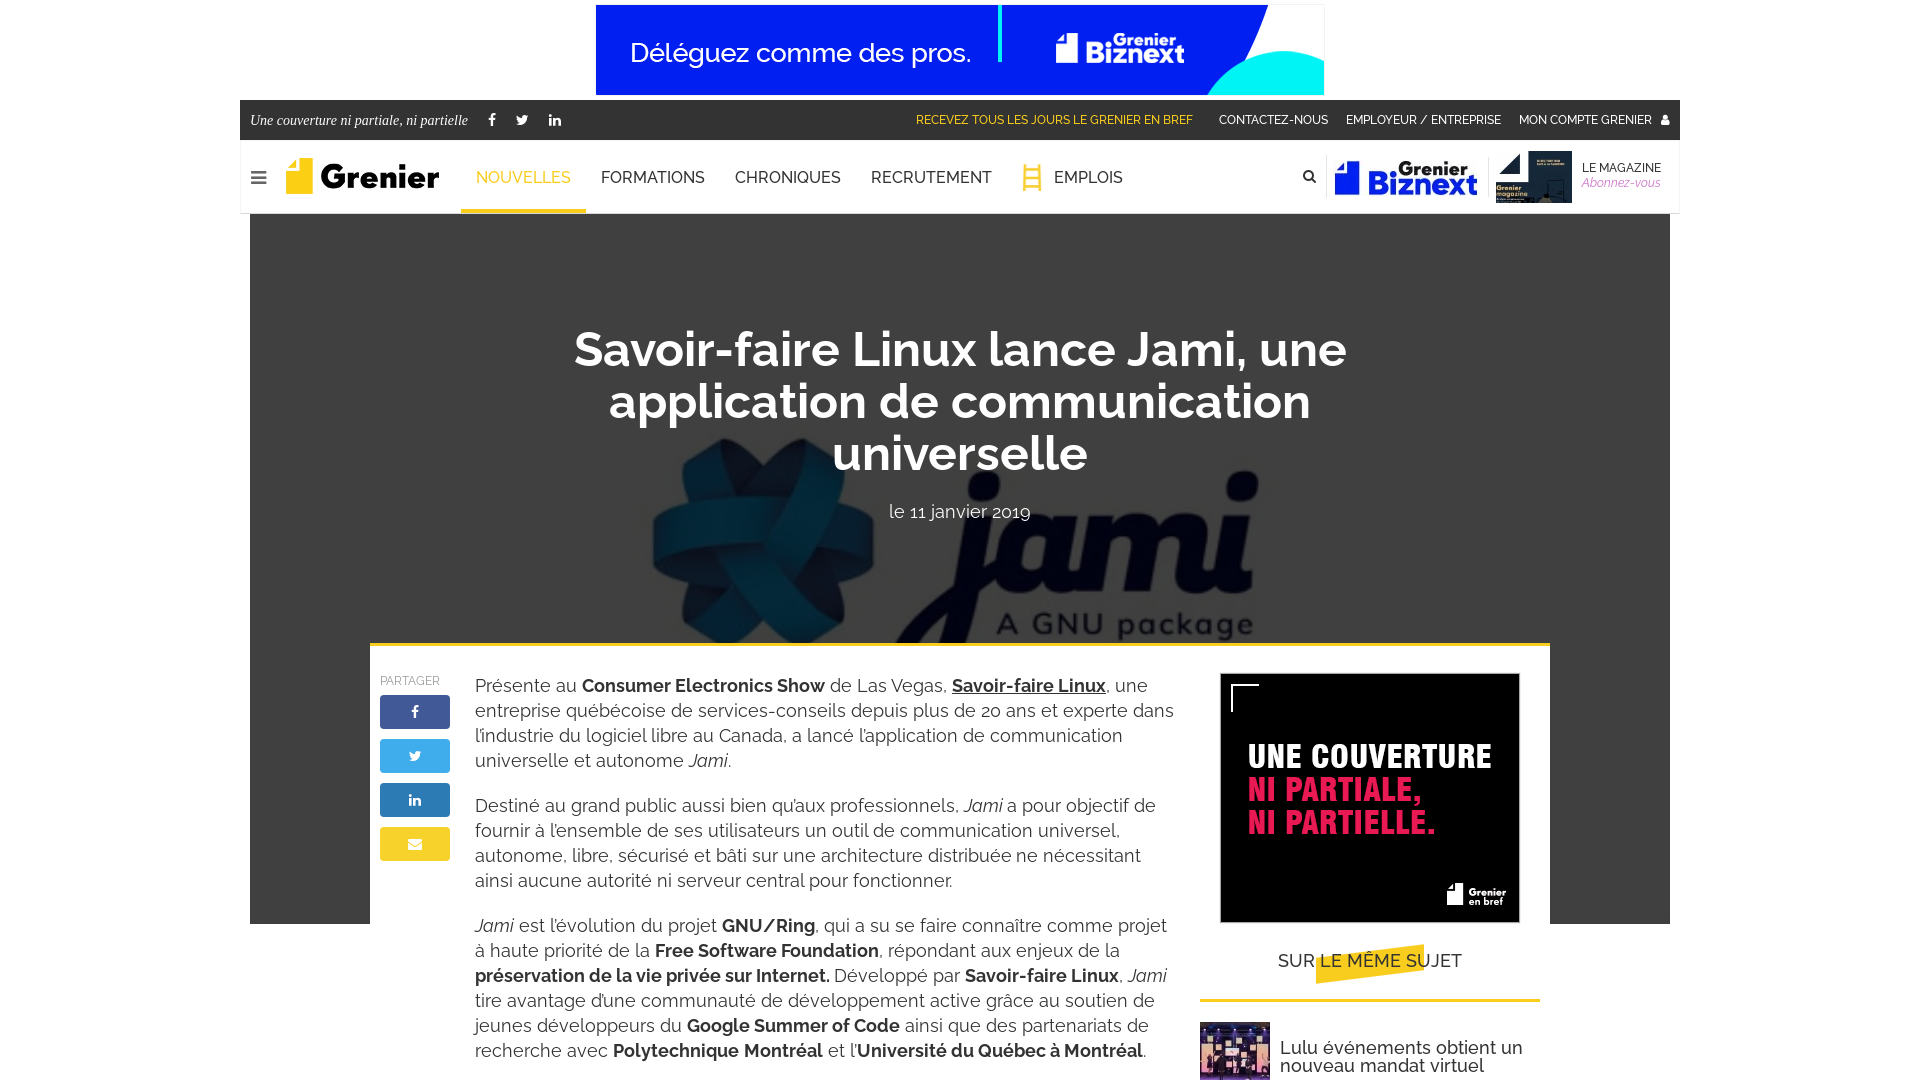 Déléguez comme des pros.
Grenier
Biznext
Une couverture ni partiale, ni partielle
RECEVEZ TOUS LES JOURS LE GRENIER EN BREF
CONTACTEZ-NOUS
EMPLOYEUR / ENTREPRISE
MON COMPTE GRENIER
Grenier
NOUVELLES
FORMATIONS
CHRONIQUES
RECRUTEMENT
EMPLOIS
Grenier
Biznext
Grenier
magazine
LE MAGAZINE
Abonnez-vous
Savoir-faire Linux lance Jami, une
application de communication
universelle
le 11 janvier 2019
jami
A GNU package
PARTAGER
Présente au Consumer Electronics Show de Las Vegas, Savoir-faire Linux, une
entreprise québécoise de services-conseils depuis plus de 20 ans et experte dans
l’industrie du logiciel libre au Canada, a lancé l’application de communication
universelle et autonome Jami.
Destiné au grand public aussi bien qu’aux professionnels, Jami a pour objectif de
fournir à l’ensemble de ses utilisateurs un outil de communication universel,
autonome, libre, sécurisé et bâti sur une architecture distribuée ne nécessitant
ainsi aucune autorité ni serveur central pour fonctionner.
Jami est l’évolution du projet GNU/Ring, qui a su se faire connaître comme projet
à haute priorité de la Free Software Foundation, répondant aux enjeux de la
préservation de la vie privée sur Internet. Développé par Savoir-faire Linux, Jami
tire avantage d’une communauté de développement active grâce au soutien de
jeunes développeurs du Google Summer of Code ainsi que des partenariats de
recherche avec Polytechnique Montréal et l’Université du Québec à Montréal.
UNE COUVERTURE
NI PARTIALE,
NI PARTIELLE.
Grenier
en bref
SUR LE MÊME SUJET
Lulu événements obtient un
nouveau mandat virtuel